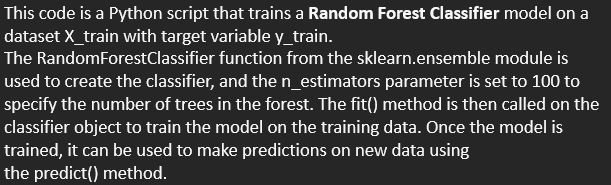 This code is a Python script that trains a Random Forest Classifier model on a
dataset X_train with target variable y_train.
The RandomForestClassifier function from the sklearn.ensemble module is
used to create the classifier, and the n_estimators parameter is set to 100 to
specify the number of trees in the forest. The fit() method is then called on the
classifier object to train the model on the training data. Once the model is
trained, it can be used to make predictions on new data using
the predict() method.